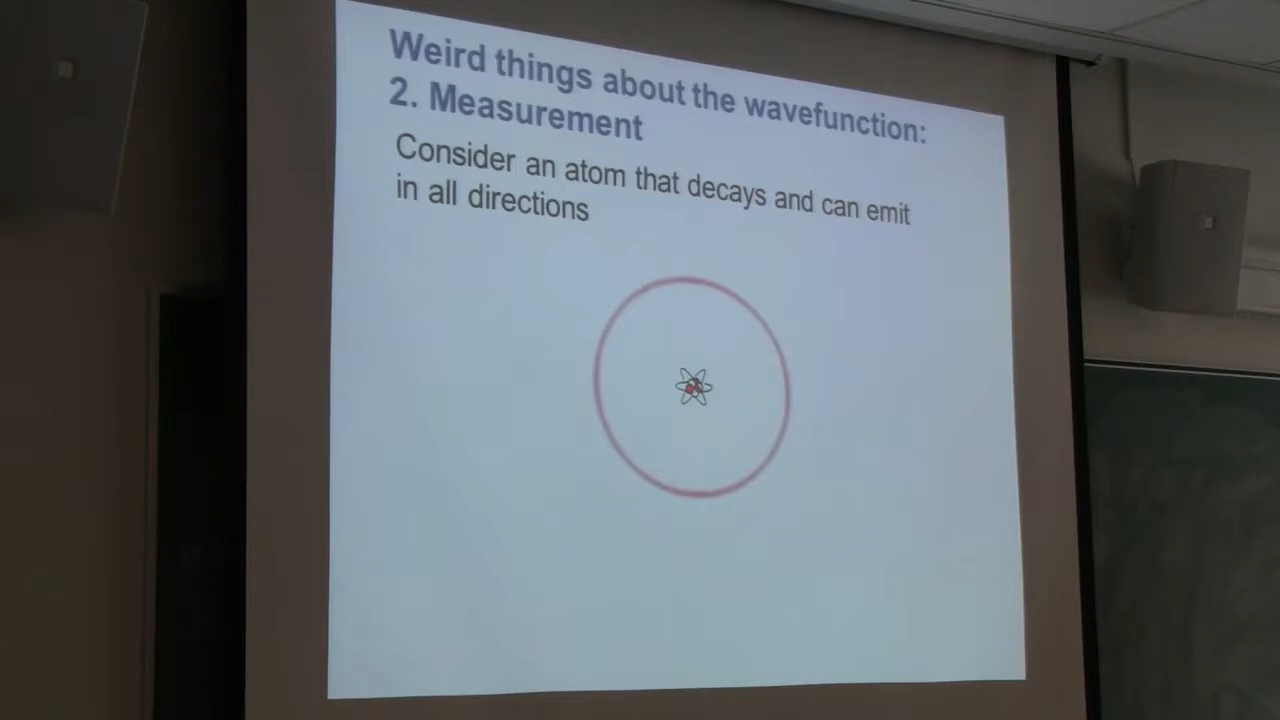 Weird things about the wavefunction:
2. Measurement
Consider an atom that decays and can emit
in all directions